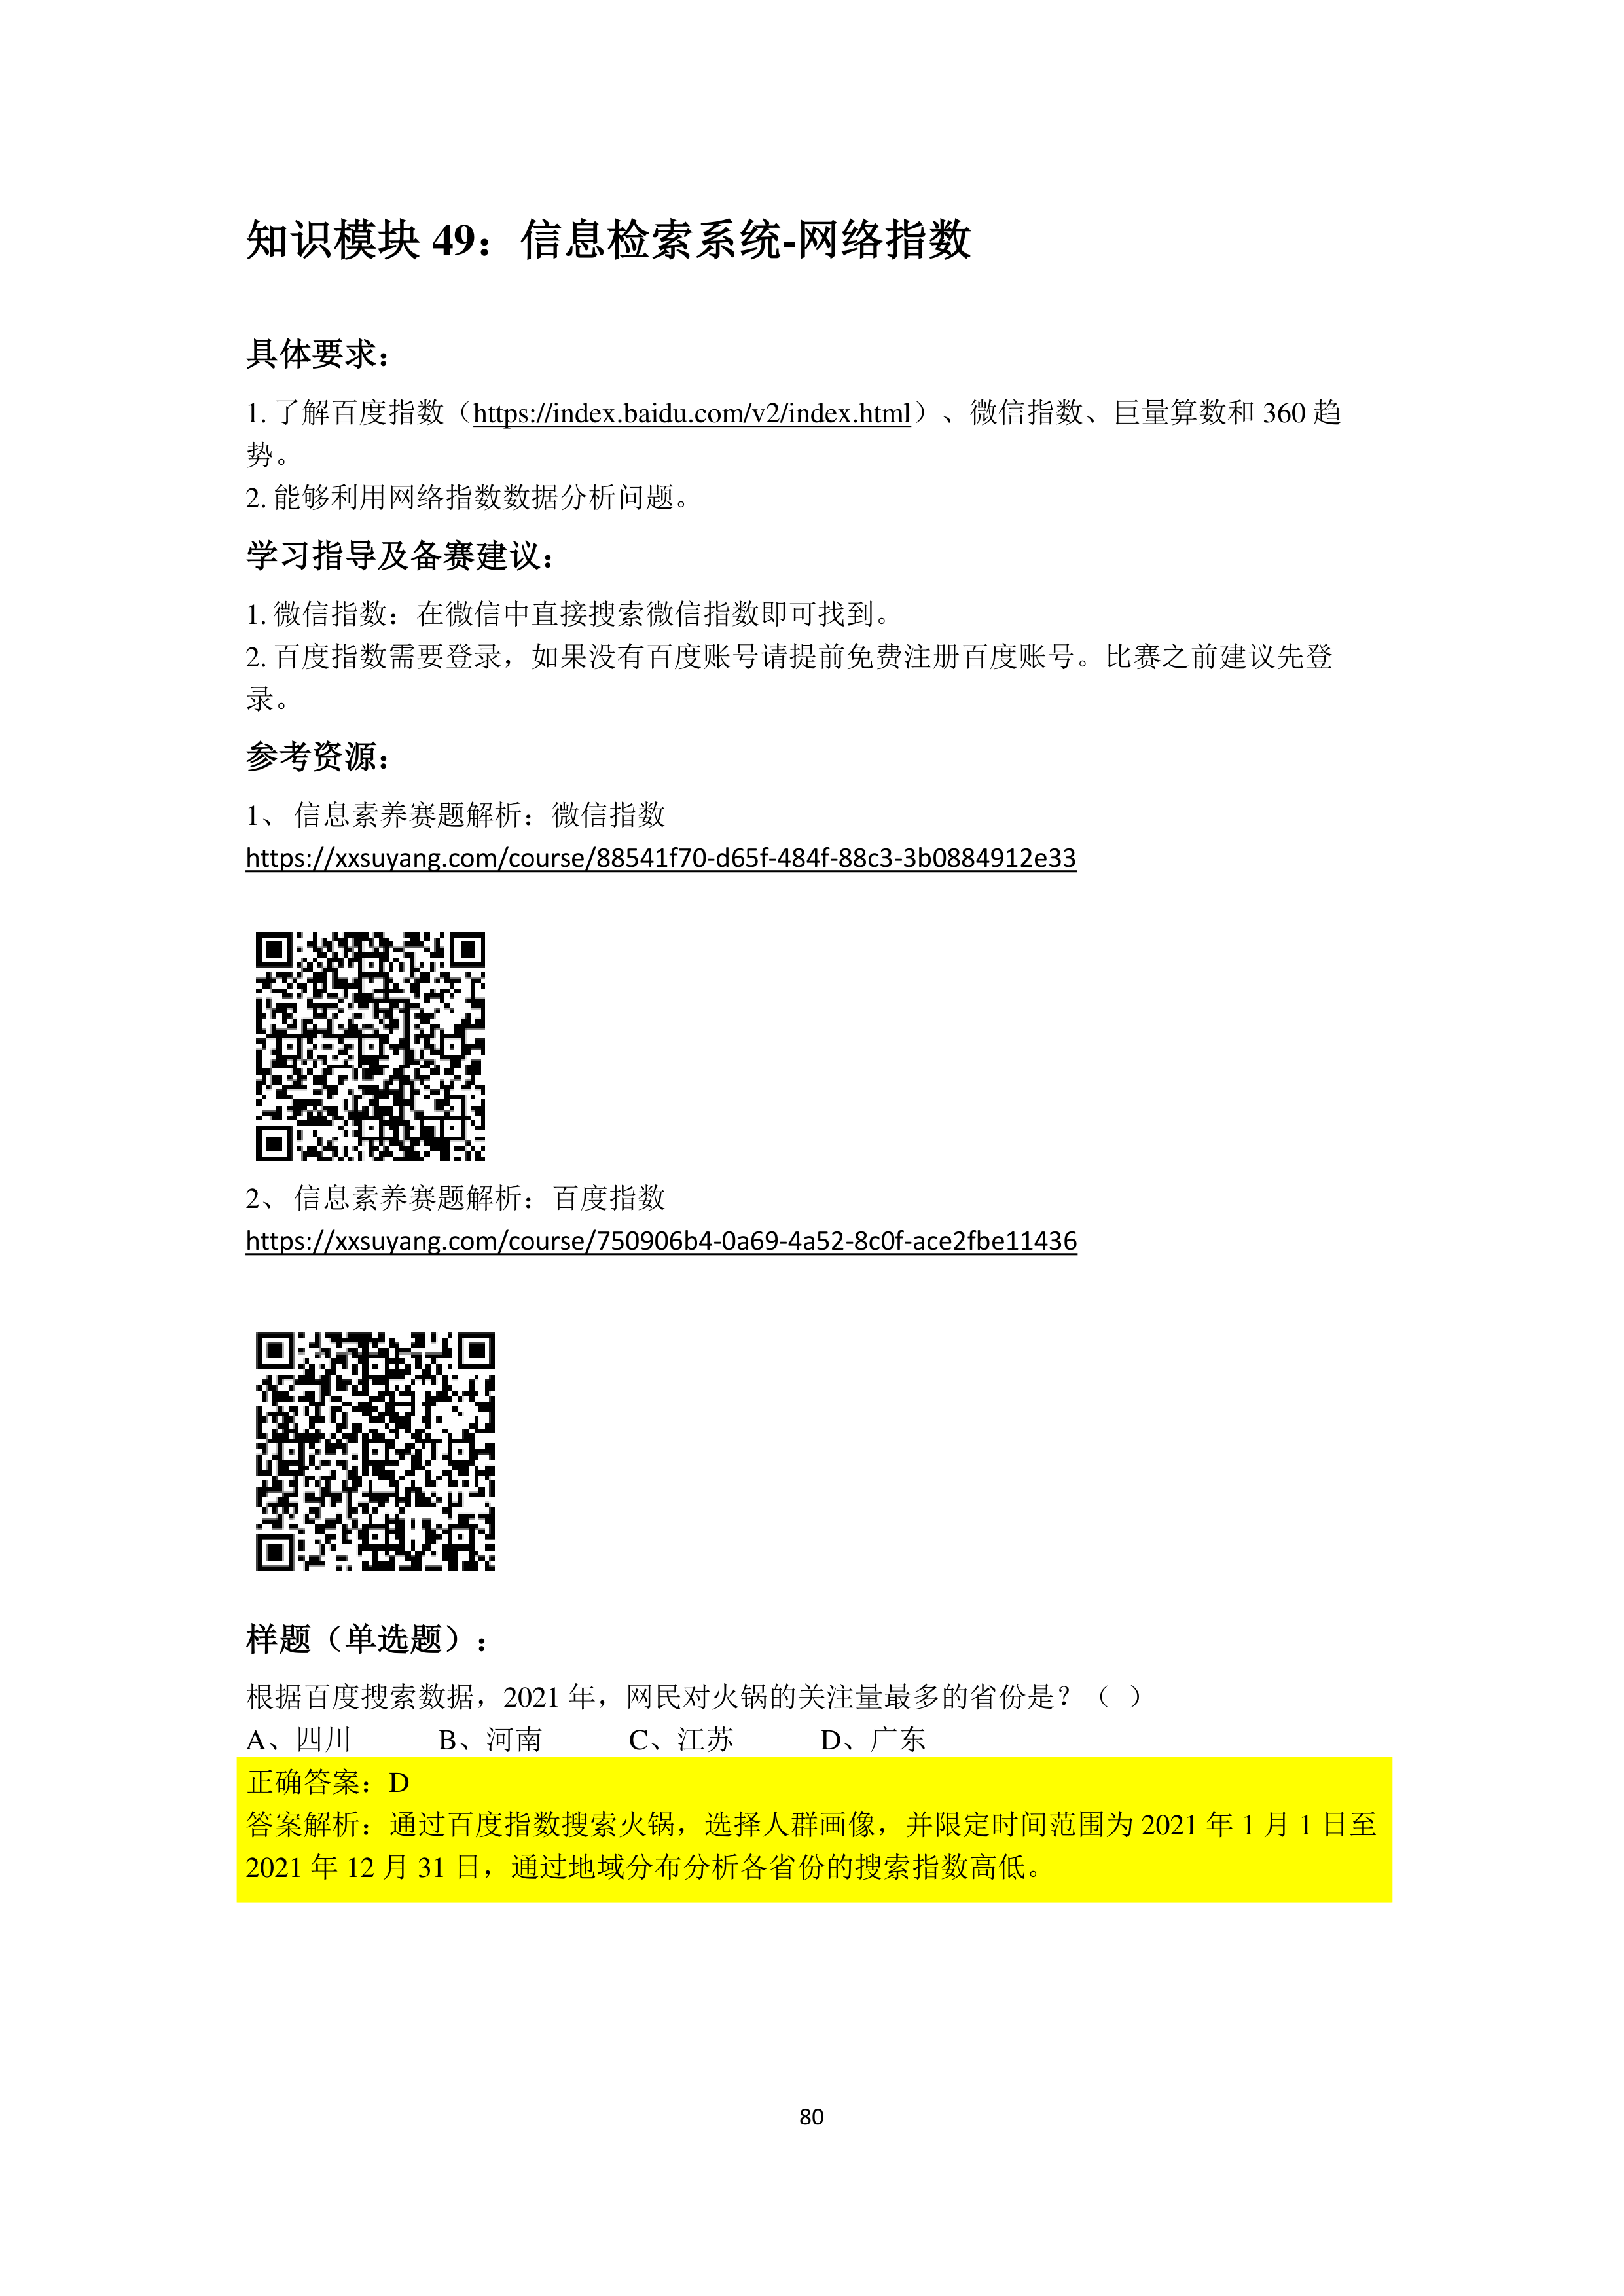 知识模块 49：信息检索系统-网络指数
具体要求：
1. 了解百度指数（https://index.baidu.com/v2/index.html）、微信指数、巨量算数和 360 趋
势。
2. 能够利用网络指数数据分析问题。
学习指导及备赛建议：
1. 微信指数：在微信中直接搜索微信指数即可找到。
2. 百度指数需要登录，如果没有百度账号请提前免费注册百度账号。比赛之前建议先登
录。
参考资源：
1、 信息素养赛题解析：微信指数
https://xxsuyang.com/course/88541f70-d65f-484f-88c3-3b0884912e33
2、 信息素养赛题解析：百度指数
https://xxsuyang.com/course/750906b4-0a69-4a52-8c0f-ace2fbe11436
样题（单选题）：
根据百度搜索数据，2021 年，网民对火锅的关注量最多的省份是？（ ）
A、四川 B、河南 C、江苏 D、广东
正确答案：D
答案解析：通过百度指数搜索火锅，选择人群画像，并限定时间范围为 2021 年 1 月 1 日至
2021 年 12 月 31 日，通过地域分布分析各省份的搜索指数高低。
80